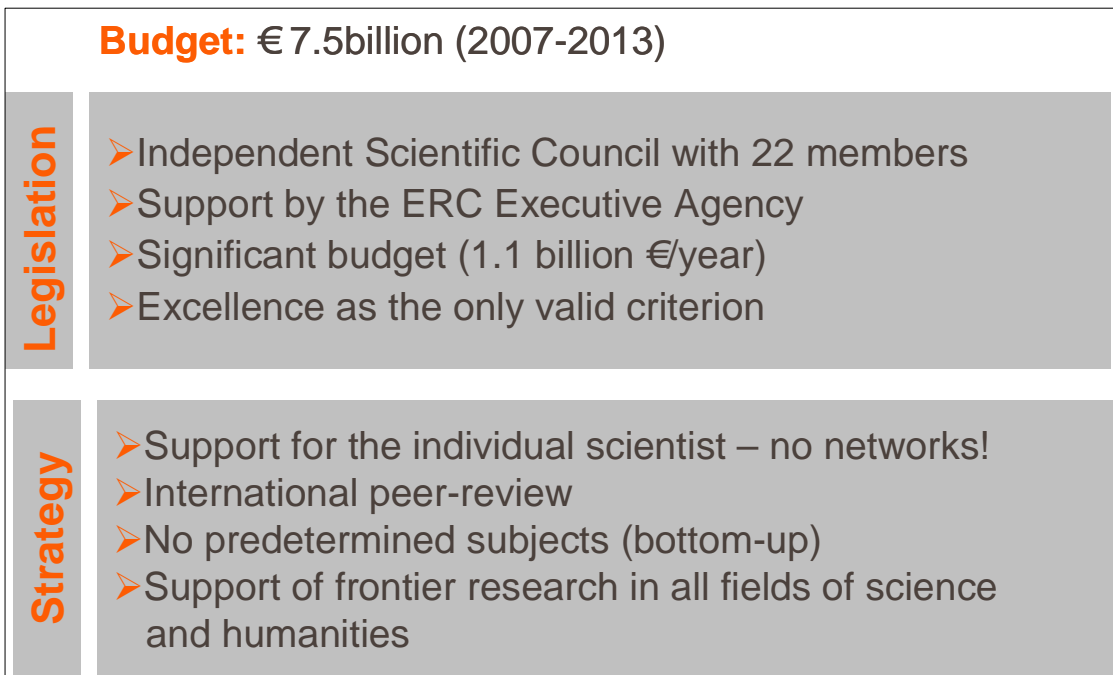 Budget: € 7.5billion (2007-2013)
Legislation
➢Independent Scientific Council with 22 members
➢Support by the ERC Executive Agency
➢Significant budget (1.1 billion €/year)
➢Excellence as the only valid criterion
Strategy
➢Support for the individual scientist – no networks!
➢International peer-review
➢No predetermined subjects (bottom-up)
➢Support of frontier research in all fields of science
and humanities